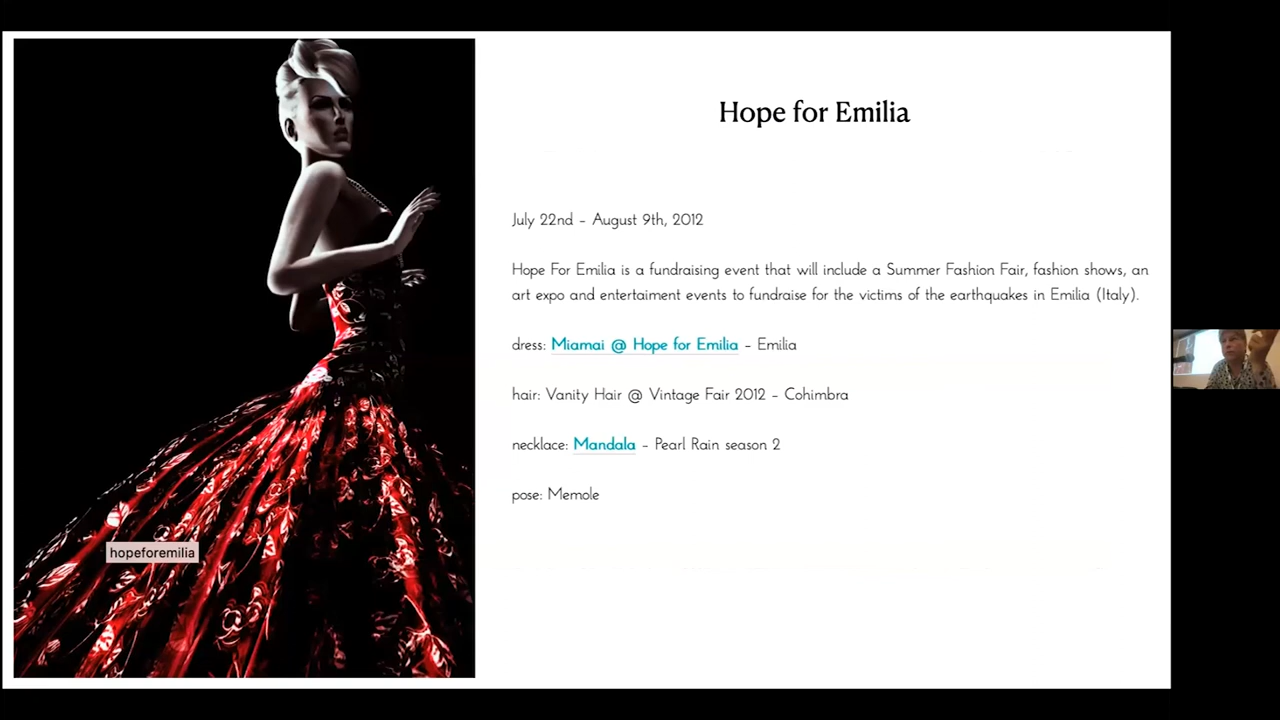 Hope for Emilia
July 22nd – August 9th, 2012
Hope For Emilia is a fundraising event that will include a Summer Fashion Fair, fashion shows, an
art expo and entertaiment events to fundraise for the victims of the earthquakes in Emilia (Italy).
dress: Miamai @ Hope for Emilia – Emilia
hair: Vanity Hair @ Vintage Fair 2012 – Cohimbra
necklace: Mandala – Pearl Rain season 2
pose: Memole
hopeforemilia